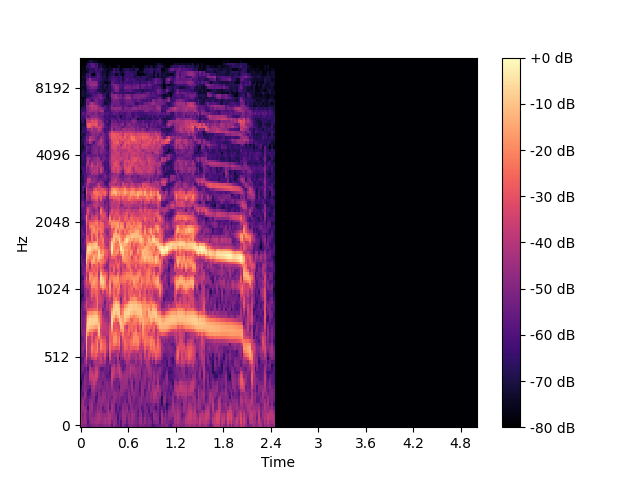 +0 dB
8192
-10 dB
4096
-20 dB
-30 dB
2048
Hz
-40 dB
1024
-50 dB
512
-60 dB
-70 dB
0
-80 dB
0 0.6 1.2 1.8 2.4 3 3.6 4.2 4.8
Time